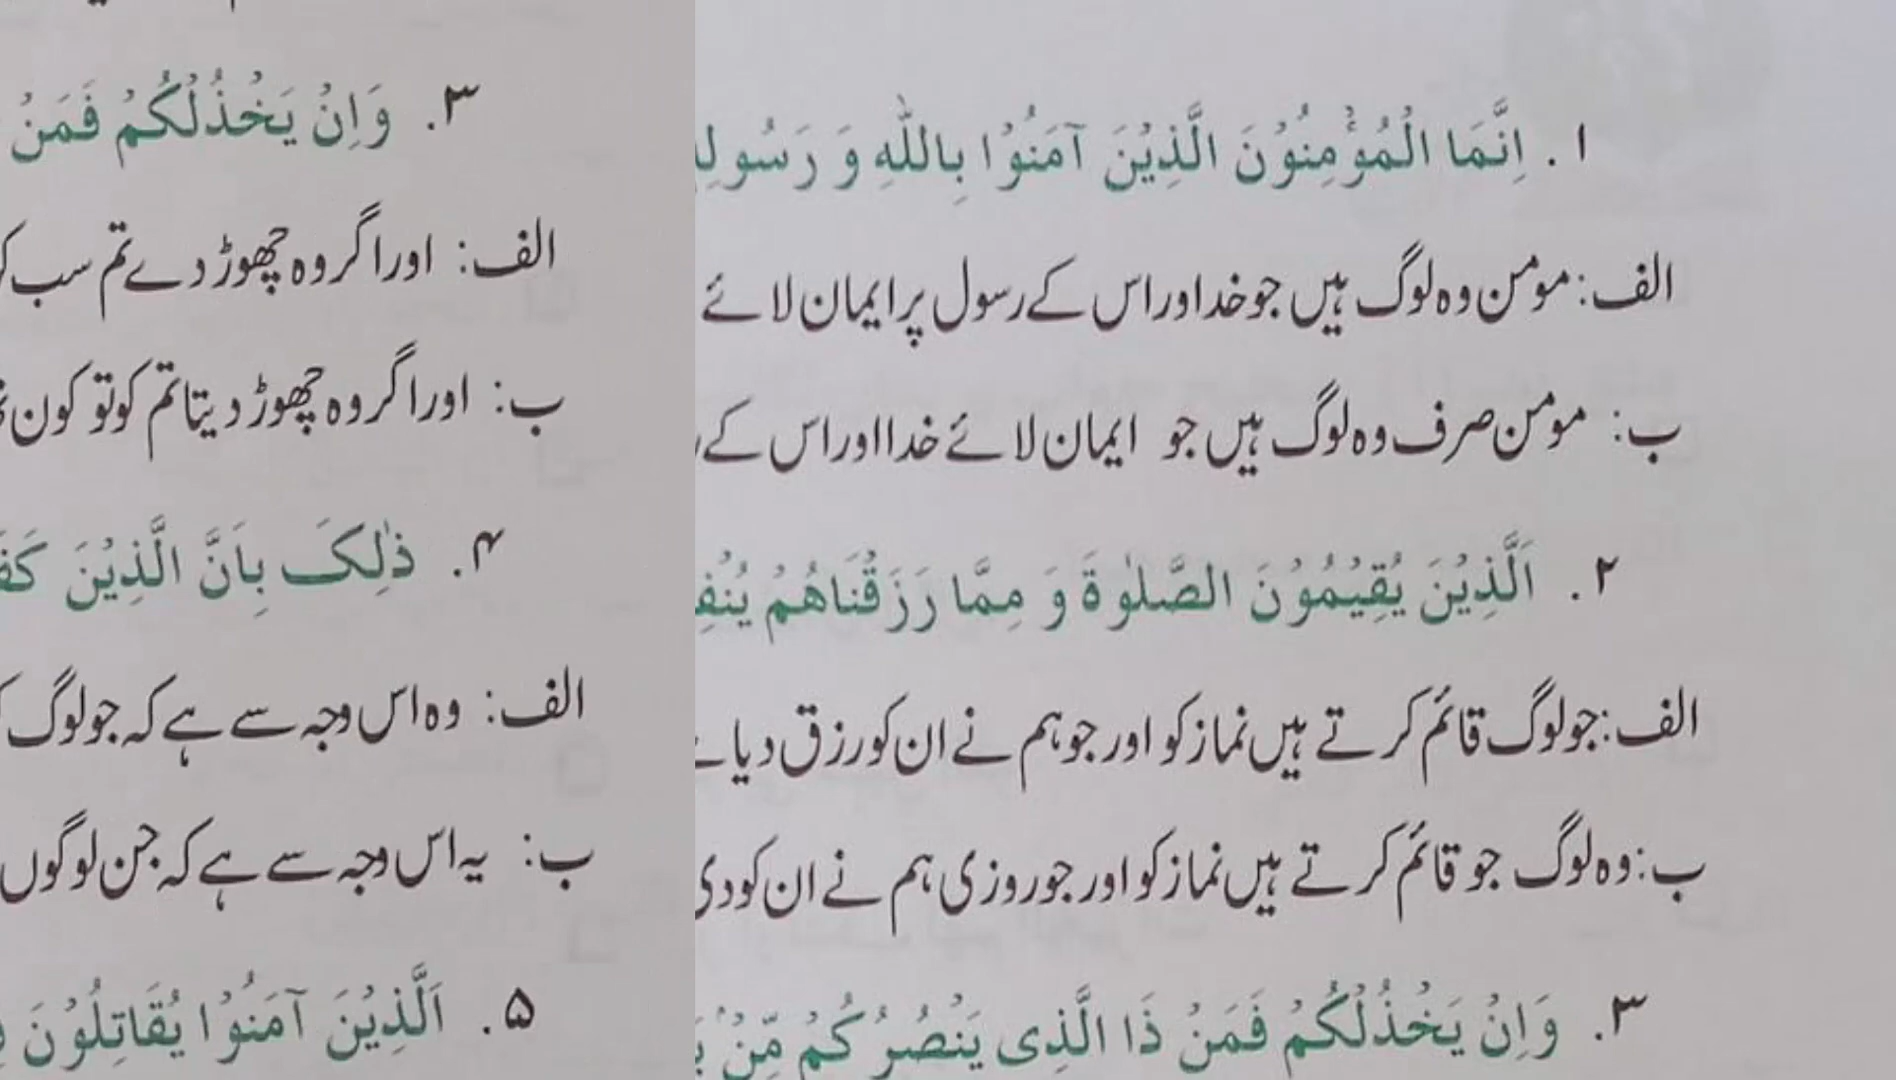 ۱. اِنَّمَا الْمُؤْمِنُوْنَ الَّذِيْنَ آمَنُوْا بِاللّٰهِ وَ رَسُولِ
الف: مومن وہ لوگ ہیں جو خدا اور اس کے رسول پر ایمان لائے
ب: مومن صرف وہ لوگ ہیں جو ایمان لائے خدا اور اس کے
۲. اَلَّذِيْنَ يُقِيْمُوْنَ الصَّلٰوةَ وَ مِمَّا رَزَقْنَاهُمْ يُنْفِ
الف: جو لوگ قائم کرتے ہیں نماز کو اور جو ہم نے ان کو رزق دیا
ب: وہ لوگ جو قائم کرتے ہیں نماز کو اور جو روزی ہم نے ان کو دی
۳. وَاِنْ يَخْذُلْكُمْ فَمَنْ ذَا الَّذِى يَنْصُرُكُمْ مِّنْ
۳. وَاِنْ يَخْذُلْكُمْ فَمَنْ
الف: اور اگر وہ چھوڑ دے تم سب
ب: اور اگر وہ چھوڑ دیتا تم کو تو کون
۴. ذٰلِكَ بِاَنَّ الَّذِيْنَ
الف: وہ اس وجہ سے ہے کہ جو لوگ
ب: یہ اس وجہ سے ہے کہ جن لوگوں
۵. اَلَّذِيْنَ آمَنُوْا يُقَاتِلُوْنَ